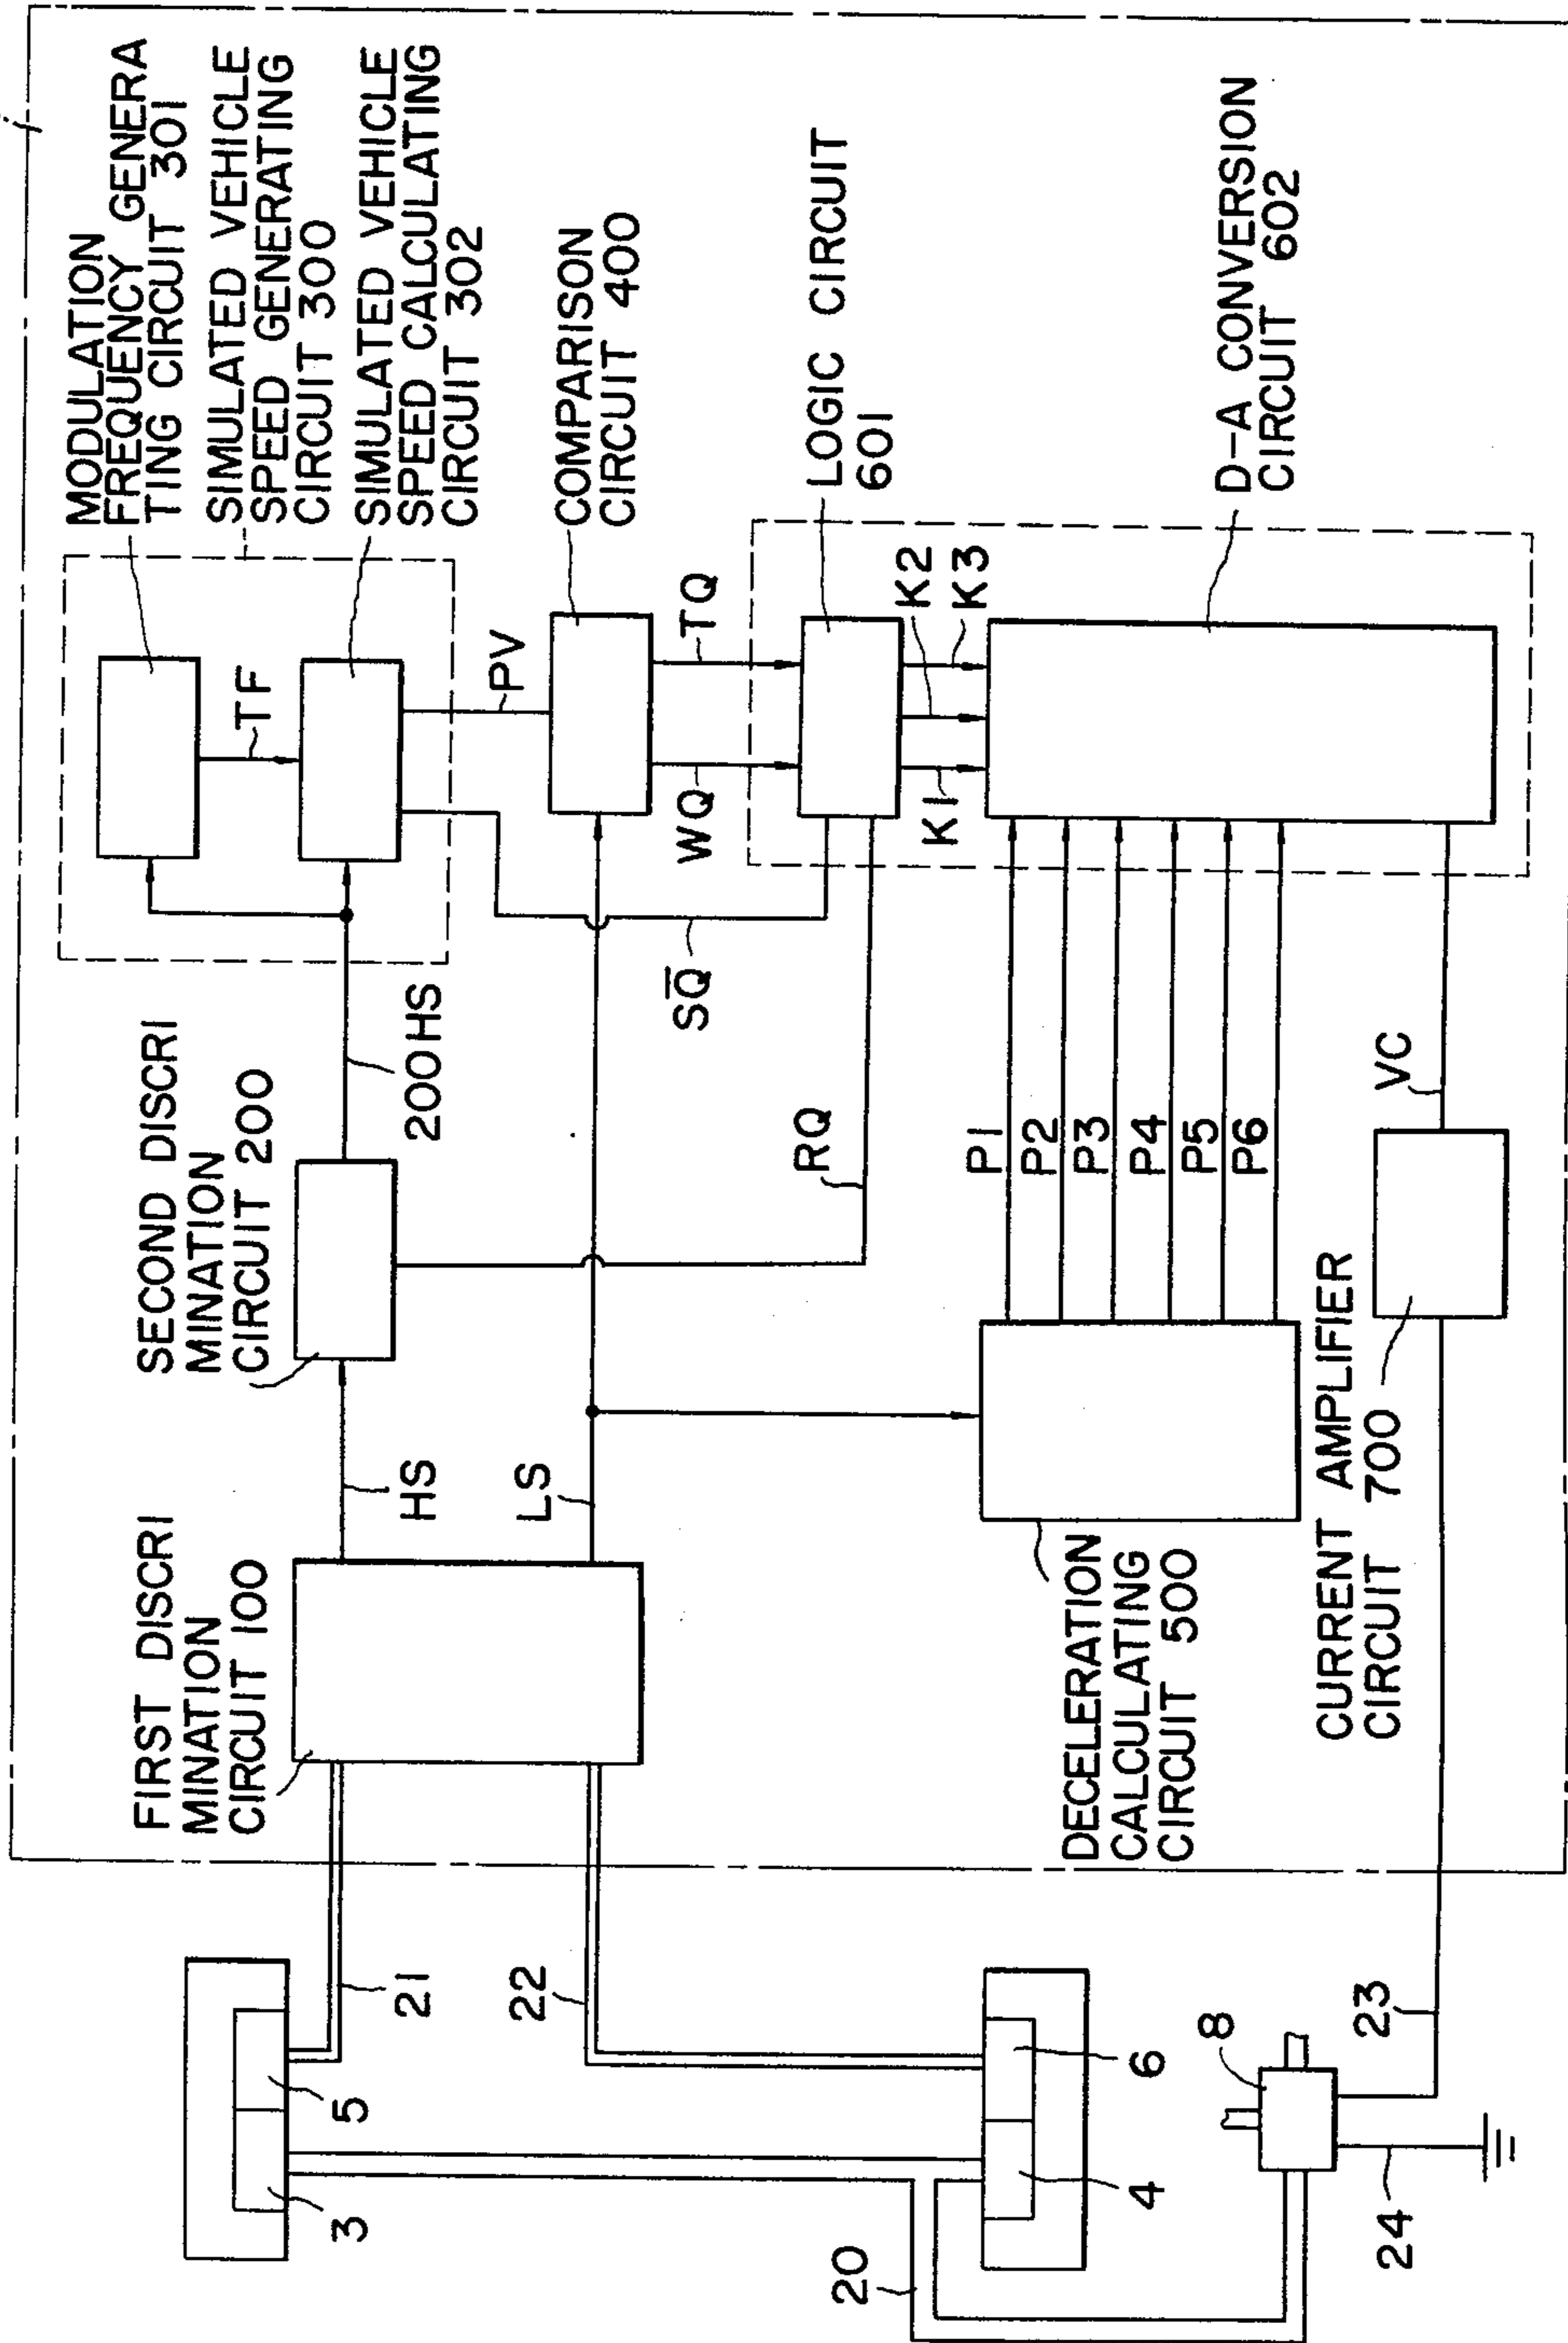 MODULATION
FREQUENCY GENERA
TING CIRCUIT 301
SIMULATED VEHICLE
SPEED GENERATING
CIRCUIT 300
SIMULATED VEHICLE
SPEED CALCULATING
CIRCUIT 302
COMPARISON
CIRCUIT 400
LOGIC CIRCUIT
601
D-A CONVERSION
CIRCUIT 602
SECOND DISCRI
MINATION
CIRCUIT 200
FIRST DISCRI
MINATION
CIRCUIT 100
DECELERATION
CALCULATING
CIRCUIT 500
CURRENT AMPLIFIER
CIRCUIT 700
TF
PV
TQ
WQ
K1
K2
K3
200HS
SQ̅
RQ
HS
LS
P1
P2
P3
P4
P5
P6
VC
21
22
5
3
6
4
8
20
23
24